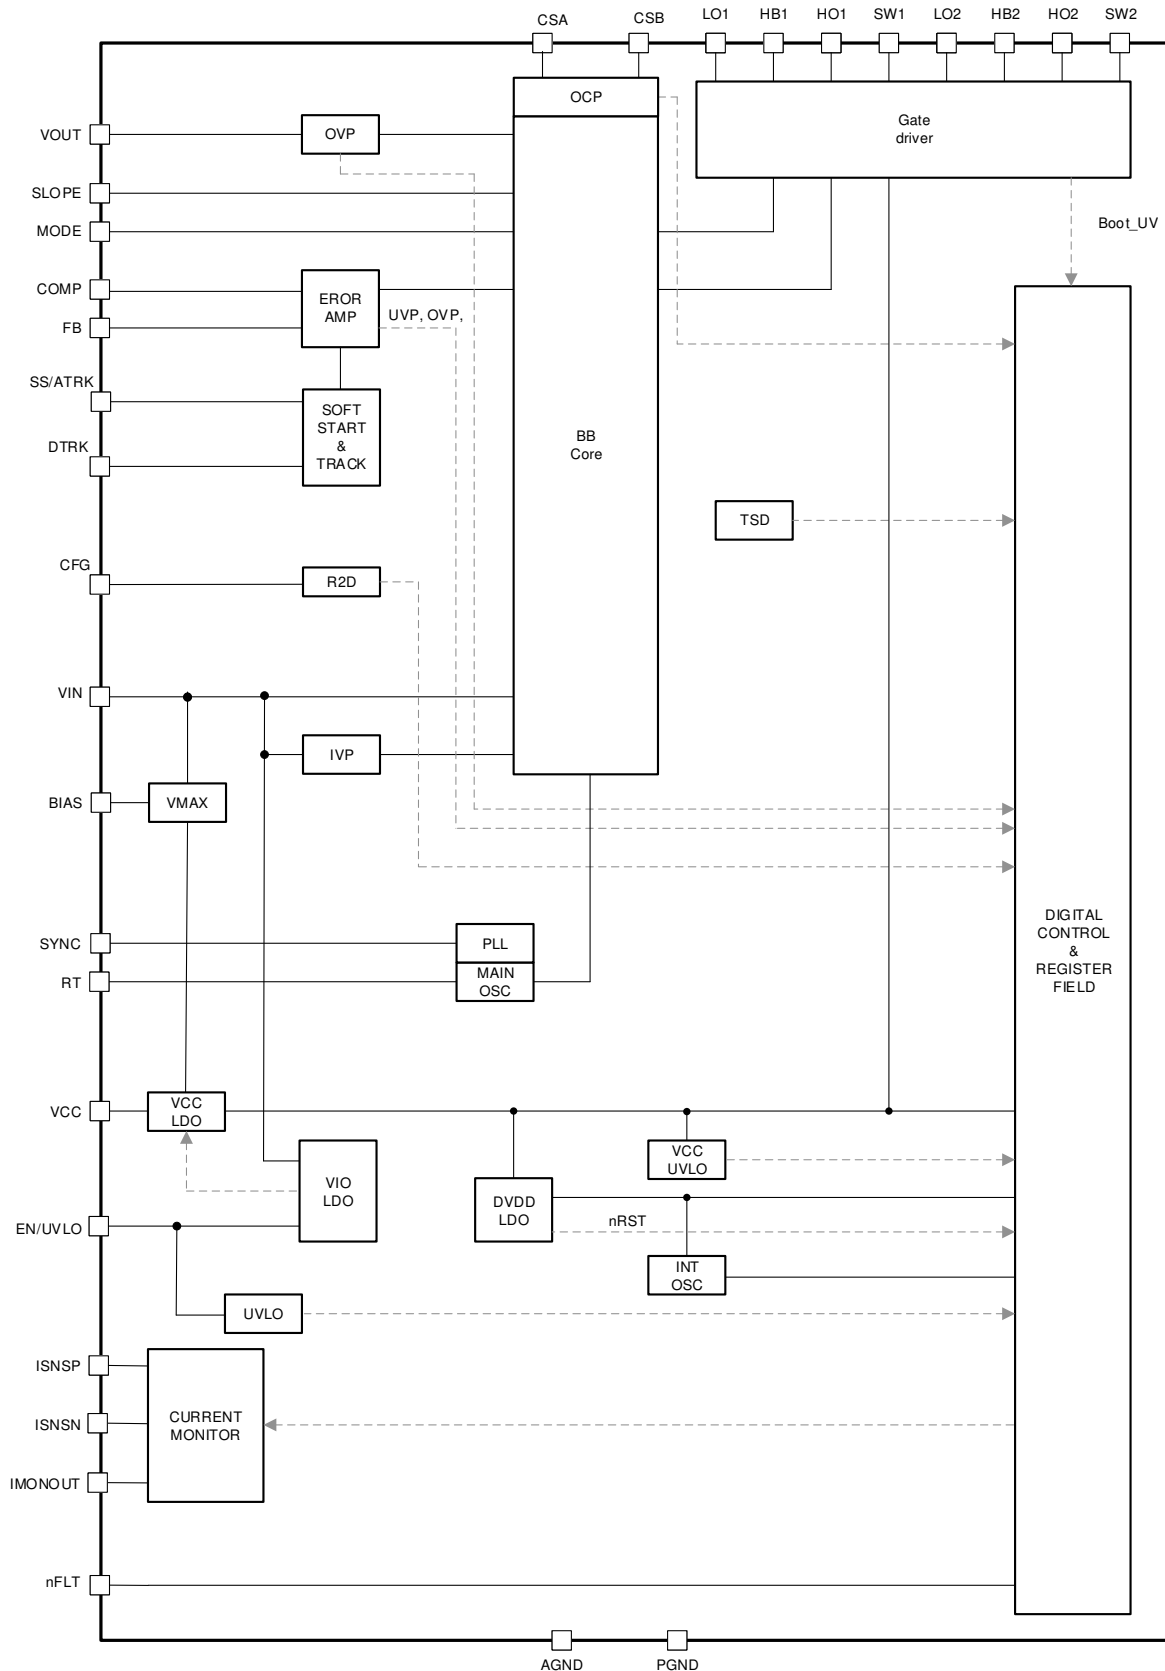 CSA
CSB
LO1
HB1
HO1
SW1
LO2
HB2
HO2
SW2
OCP
Gate
driver
VOUT
OVP
SLOPE
MODE
Boot_UV
COMP
EROR
AMP
UVP, OVP,
FB
SS/ATRK
SOFT
START
&
TRACK
DTRK
BB
Core
TSD
CFG
R2D
VIN
IVP
BIAS
VMAX
DIGITAL
CONTROL
&
REGISTER
FIELD
SYNC
PLL
RT
MAIN
OSC
VCC
VCC
LDO
VCC
UVLO
VIO
LDO
DVDD
LDO
nRST
EN/UVLO
INT
OSC
UVLO
ISNSP
ISNSN
CURRENT
MONITOR
IMONOUT
nFLT
AGND
PGND